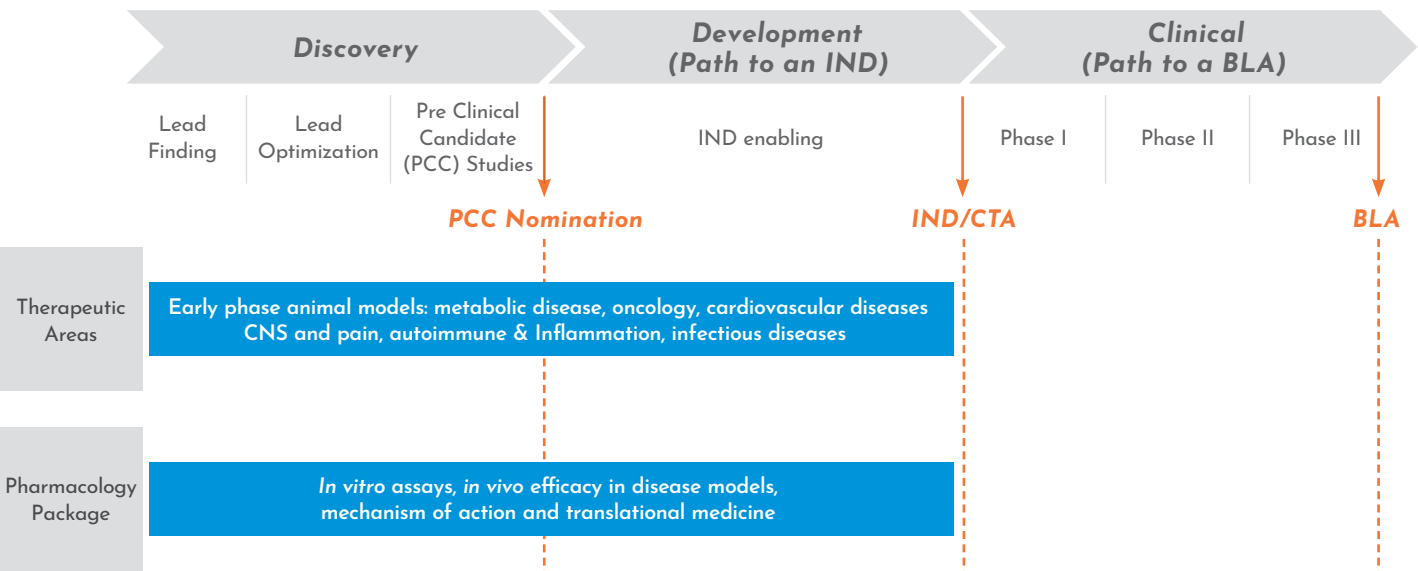 Discovery
Development
(Path to an IND)
Clinical
(Path to a BLA)
Lead
Finding
Lead
Optimization
Pre Clinical
Candidate
(PCC) Studies
IND enabling
Phase I
Phase II
Phase III
PCC Nomination
IND/CTA
BLA
Therapeutic
Areas
Early phase animal models: metabolic disease, oncology, cardiovascular diseases
CNS and pain, autoimmune & Inflammation, infectious diseases
Pharmacology
Package
In vitro assays, in vivo efficacy in disease models,
mechanism of action and translational medicine